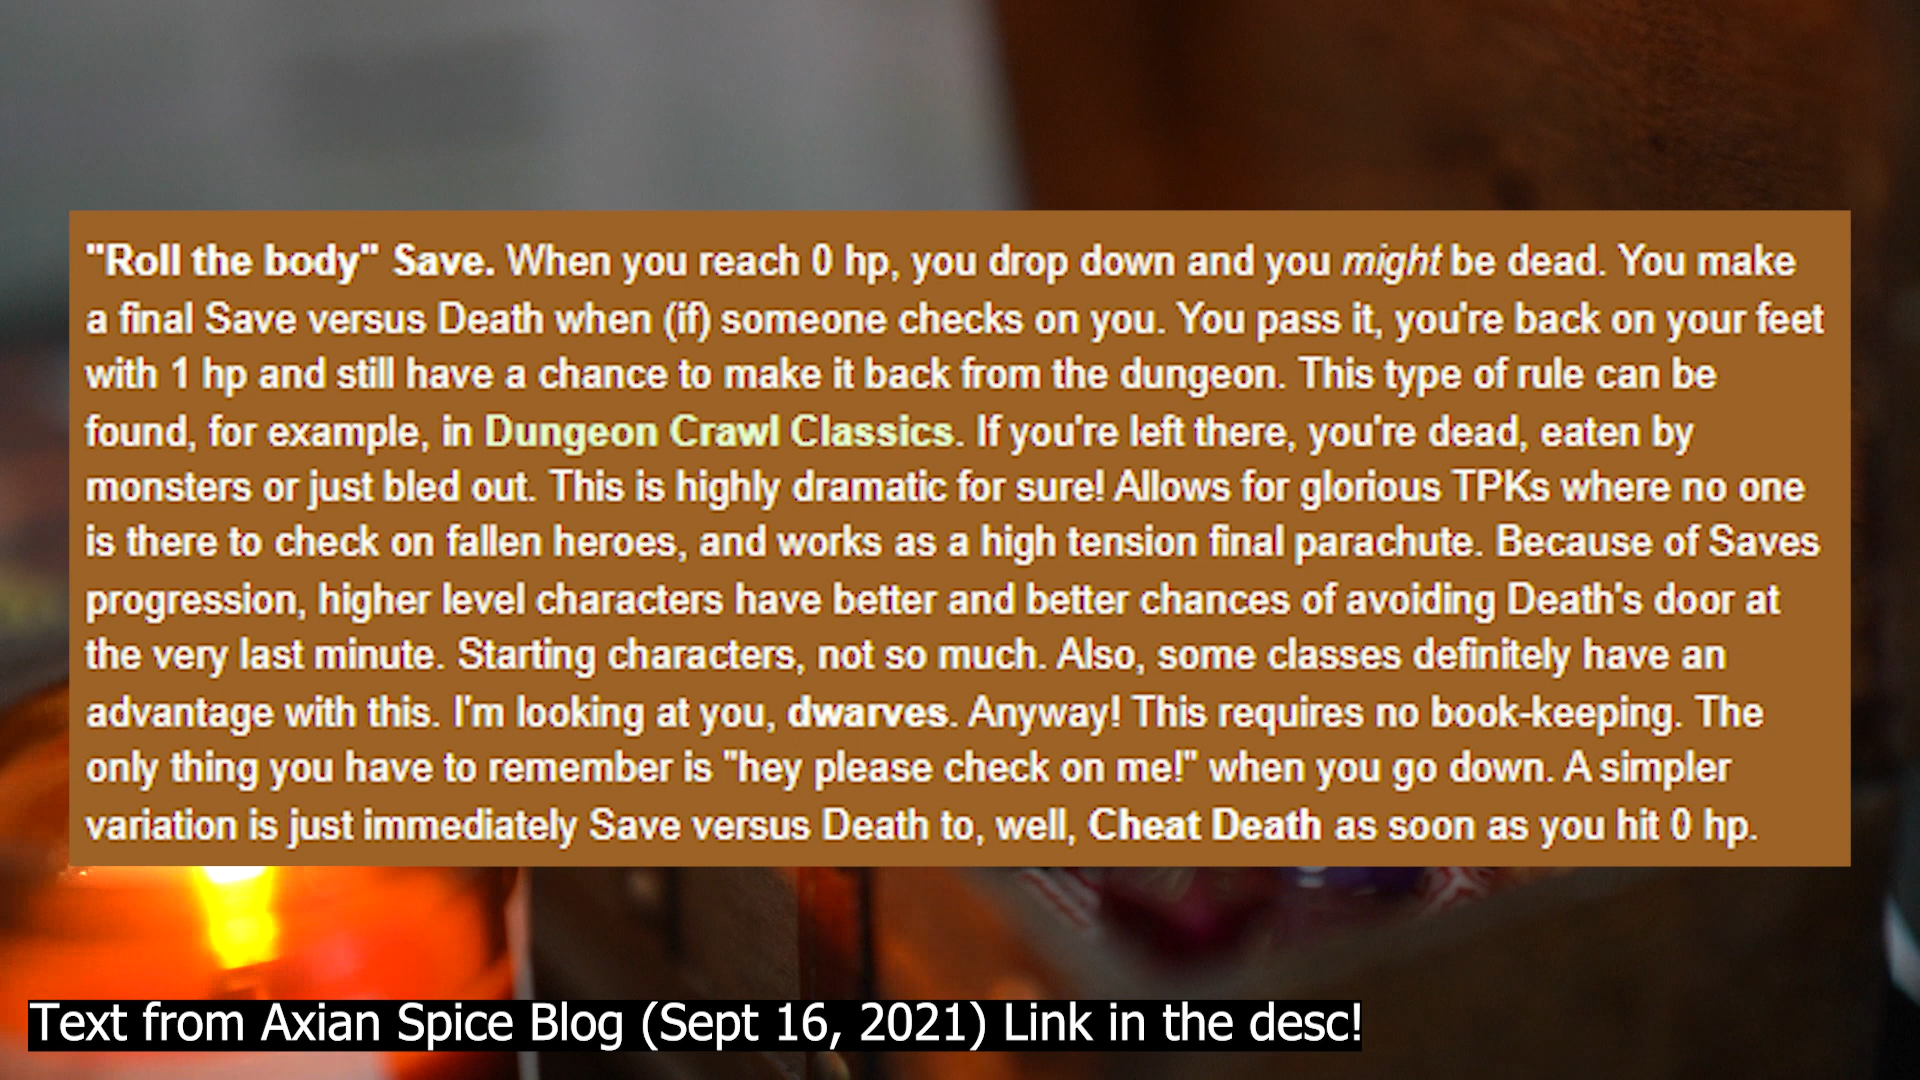 "Roll the body" Save. When you reach 0 hp, you drop down and you might be dead. You make
a final Save versus Death when (if) someone checks on you. You pass it, you're back on your feet
with 1 hp and still have a chance to make it back from the dungeon. This type of rule can be
found, for example, in Dungeon Crawl Classics. If you're left there, you're dead, eaten by
monsters or just bled out. This is highly dramatic for sure! Allows for glorious TPKs where no one
is there to check on fallen heroes, and works as a high tension final parachute. Because of Saves
progression, higher level characters have better and better chances of avoiding Death's door at
the very last minute. Starting characters, not so much. Also, some classes definitely have an
advantage with this. I'm looking at you, dwarves. Anyway! This requires no book-keeping. The
only thing you have to remember is "hey please check on me!" when you go down. A simpler
variation is just immediately Save versus Death to, well, Cheat Death as soon as you hit 0 hp.
Text from Axian Spice Blog (Sept 16, 2021) Link in the desc!